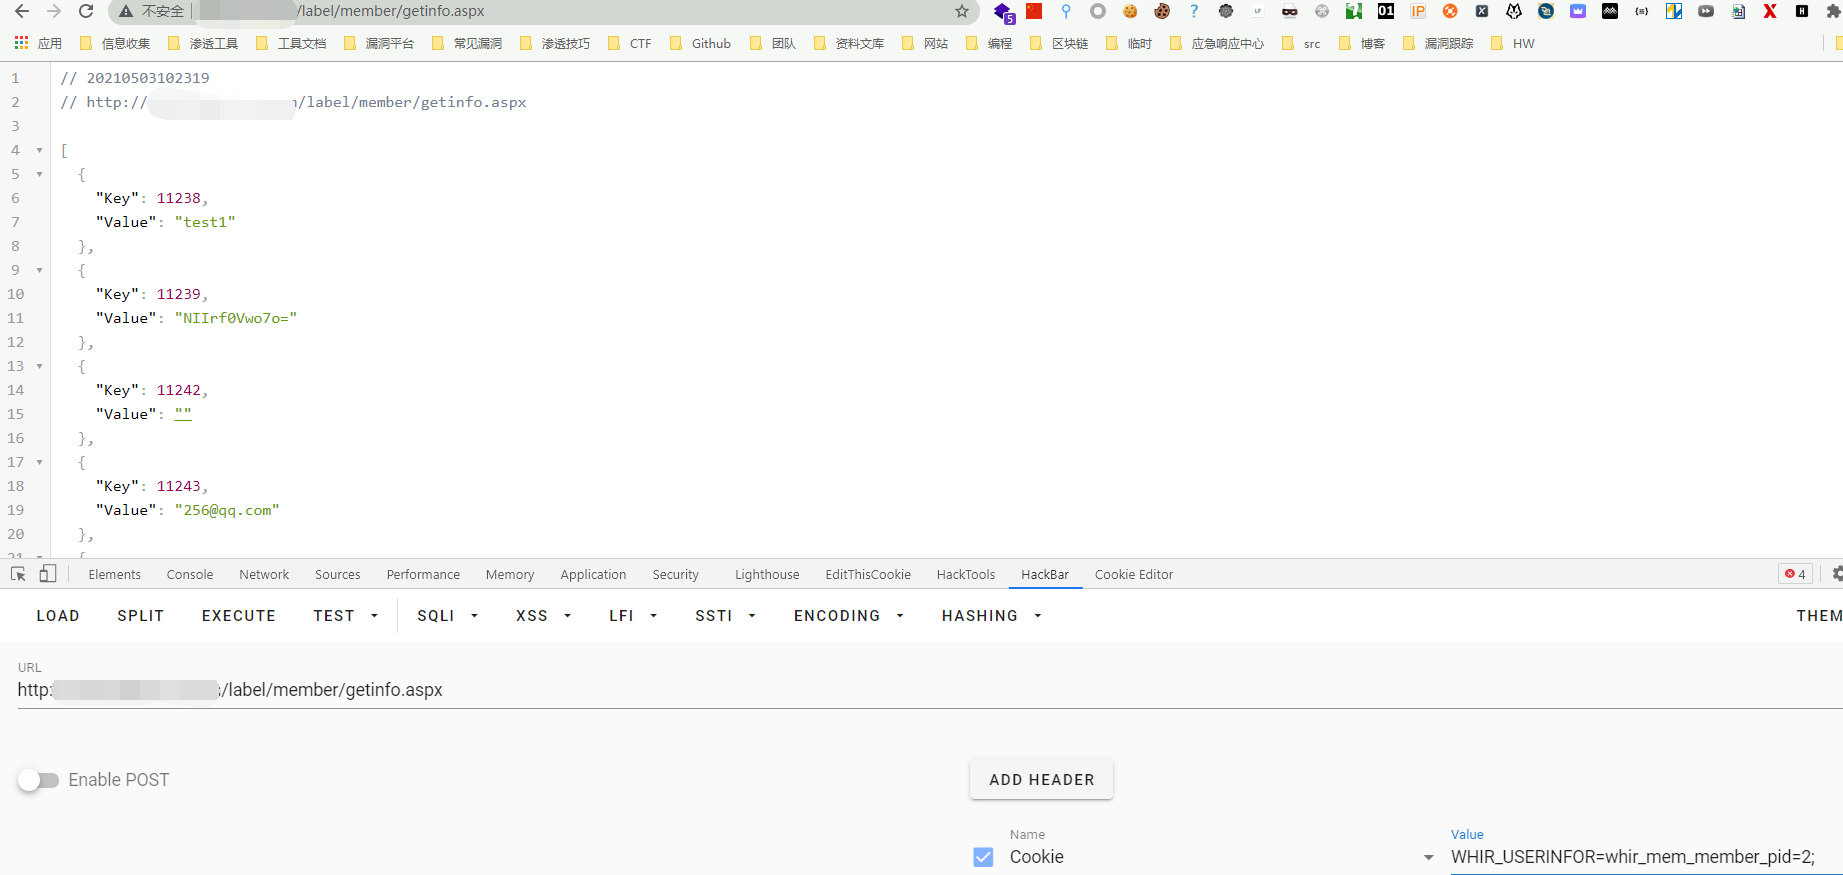 不安全 /label/member/getinfo.aspx
5 LF 01 IP X H
应用 信息收集 渗透工具 工具文档 漏洞平台 常见漏洞 渗透技巧 CTF Github 团队 资料文库 网站 编程 区块链 临时 应急响应中心 src 博客 漏洞跟踪 HW
1 // 20210503102319
2 // http:// /label/member/getinfo.aspx
3
4 [
5 {
6 "Key": 11238,
7 "Value": "test1"
8 },
9 {
10 "Key": 11239,
11 "Value": "NIIrf0Vwo7o="
12 },
13 {
14 "Key": 11242,
15 "Value": ""
16 },
17 {
18 "Key": 11243,
19 "Value": "256@qq.com"
20 },
21 {
Elements Console Network Sources Performance Memory Application Security Lighthouse EditThisCookie HackTools HackBar Cookie Editor 4
LOAD SPLIT EXECUTE TEST SQLI XSS LFI SSTI ENCODING HASHING THEM
URL
http: /label/member/getinfo.aspx
Enable POST
ADD HEADER
Name Value
Cookie WHIR_USERINFOR=whir_mem_member_pid=2;